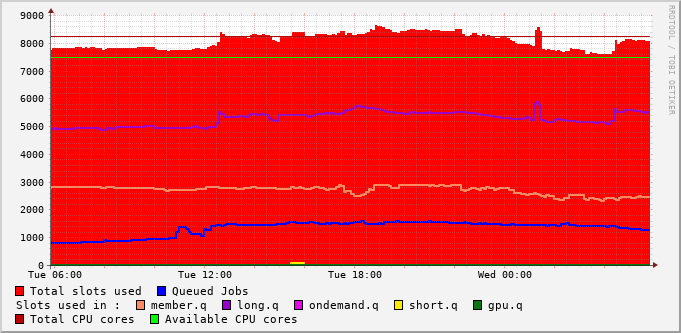 9000
8000
7000
6000
5000
4000
3000
2000
1000
0
Tue 06:00 Tue 12:00 Tue 18:00 Wed 00:00
RRDTOOL / TOBI OETIKER
Total slots used Queued Jobs
Slots used in : member.q long.q ondemand.q short.q gpu.q
Total CPU cores Available CPU cores